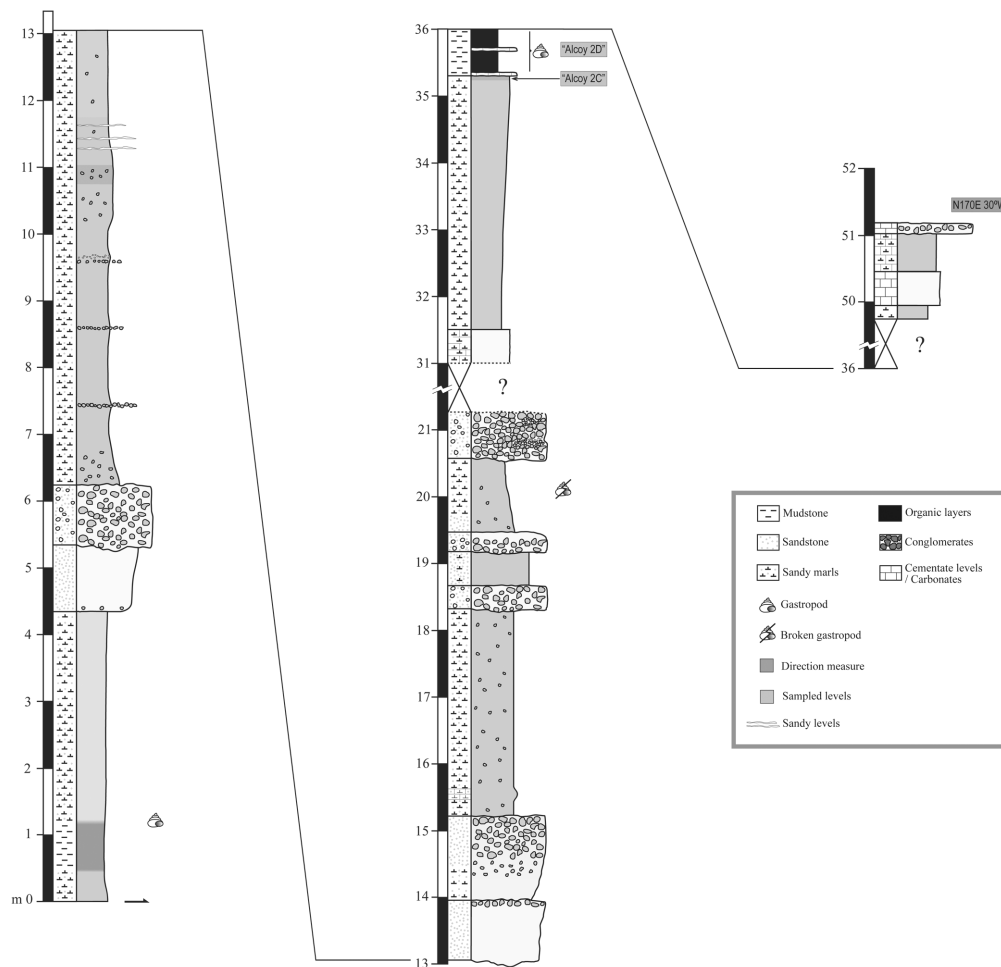 13
12
11
10
9
8
7
6
5
4
3
2
1
m 0
36
35
34
33
32
31
21
20
19
18
17
16
15
14
13
"Alcoy 2D"
"Alcoy 2C"
?
52
51
50
36
N170E 30ºW
?
Mudstone
Sandstone
Sandy marls
Gastropod
Broken gastropod
Direction measure
Sampled levels
Sandy levels
Organic layers
Conglomerates
Cementate levels
/ Carbonates